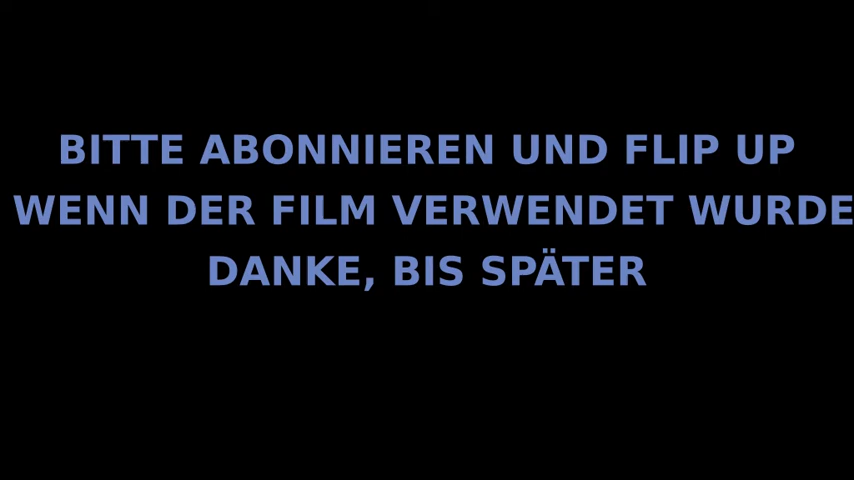 BITTE ABONNIEREN UND FLIP UP
WENN DER FILM VERWENDET WURDE
DANKE, BIS SPÄTER